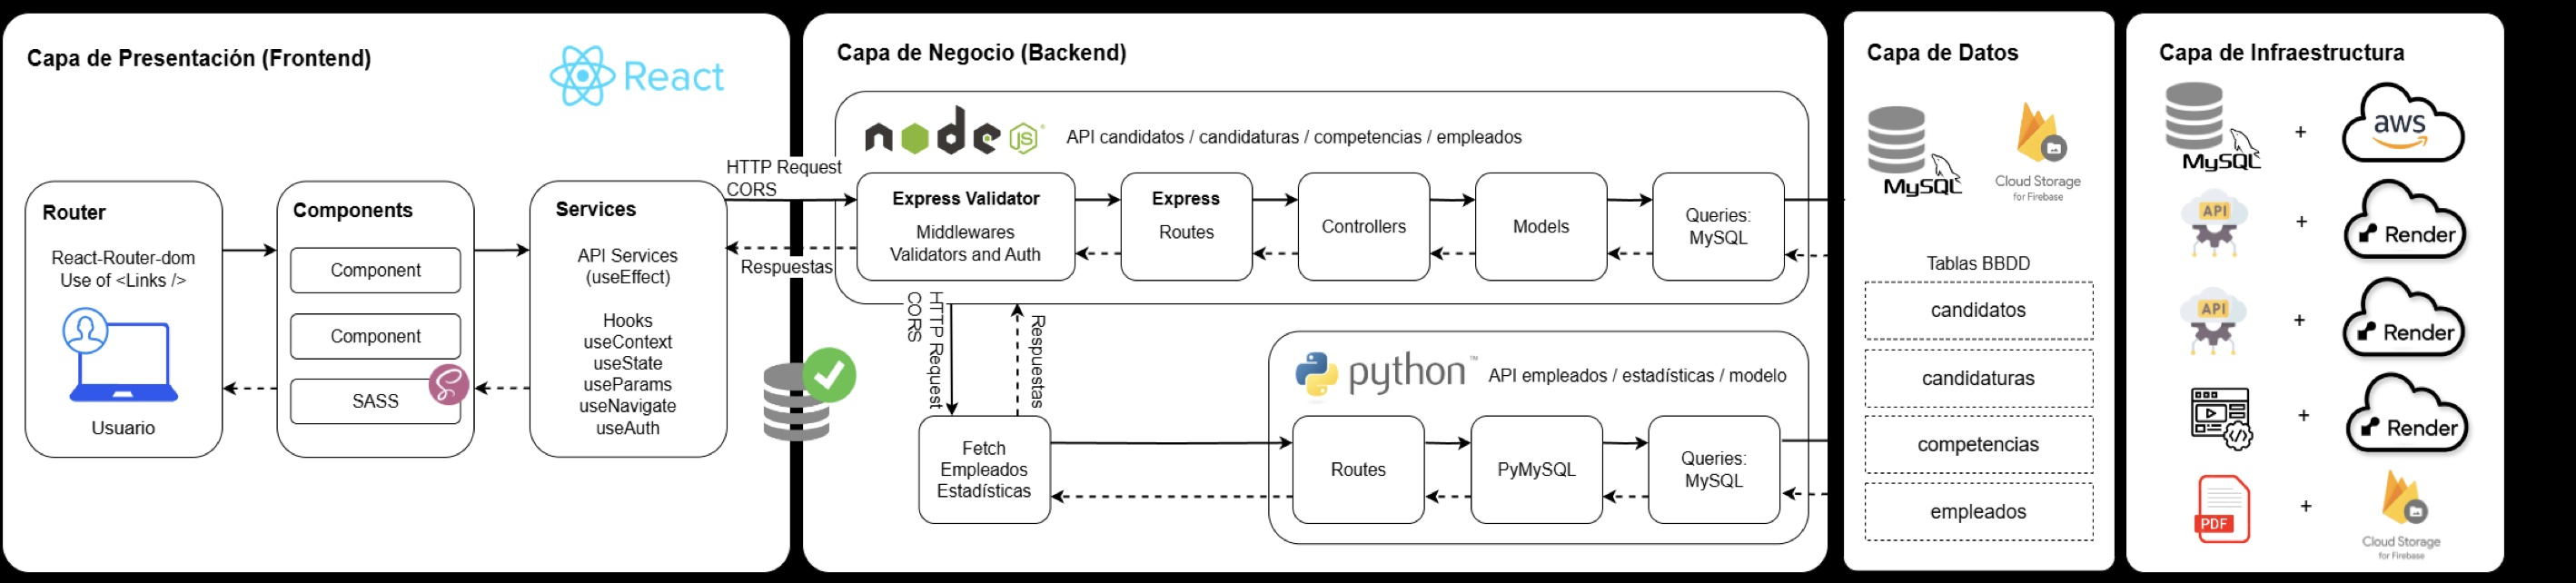 Capa de Presentación (Frontend)
React
Router
React-Router-dom
Use of <Links />
Usuario
Components
Component
Component
SASS
Services
API Services
(useEffect)
Hooks
useContext
useState
useParams
useNavigate
useAuth
HTTP Request
CORS
Respuestas
Capa de Negocio (Backend)
node
JS
API candidatos / candidaturas / competencias / empleados
Express Validator
Middlewares
Validators and Auth
Express
Routes
Controllers
Models
Queries:
MySQL
HTTP Request
CORS
Respuestas
Fetch
Empleados
Estadísticas
python™
API empleados / estadísticas / modelo
Routes
PyMySQL
Queries:
MySQL
Capa de Datos
MySQL
Cloud Storage
for Firebase
Tablas BBDD
candidatos
candidaturas
competencias
empleados
Capa de Infraestructura
MySQL
+
aws
API
+
Render
API
+
Render
+
Render
PDF
+
Cloud Storage
for Firebase